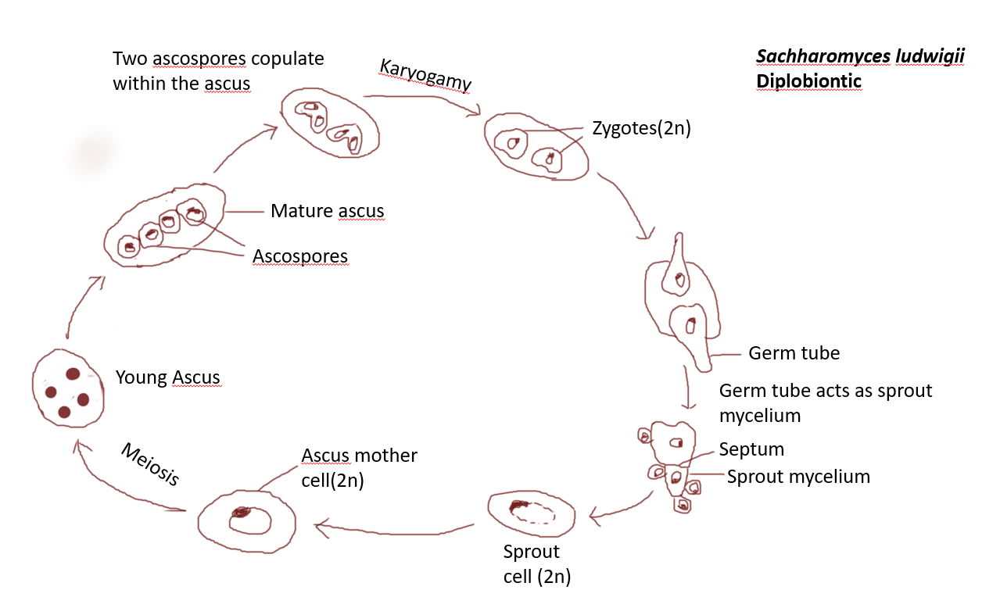 Two ascospores copulate
within the ascus
Karyogamy
Sachharomyces ludwigii
Diplobiontic
Zygotes(2n)
Mature ascus
Ascospores
Germ tube
Young Ascus
Germ tube acts as sprout
mycelium
Meiosis
Ascus mother
cell(2n)
Septum
Sprout mycelium
Sprout
cell (2n)